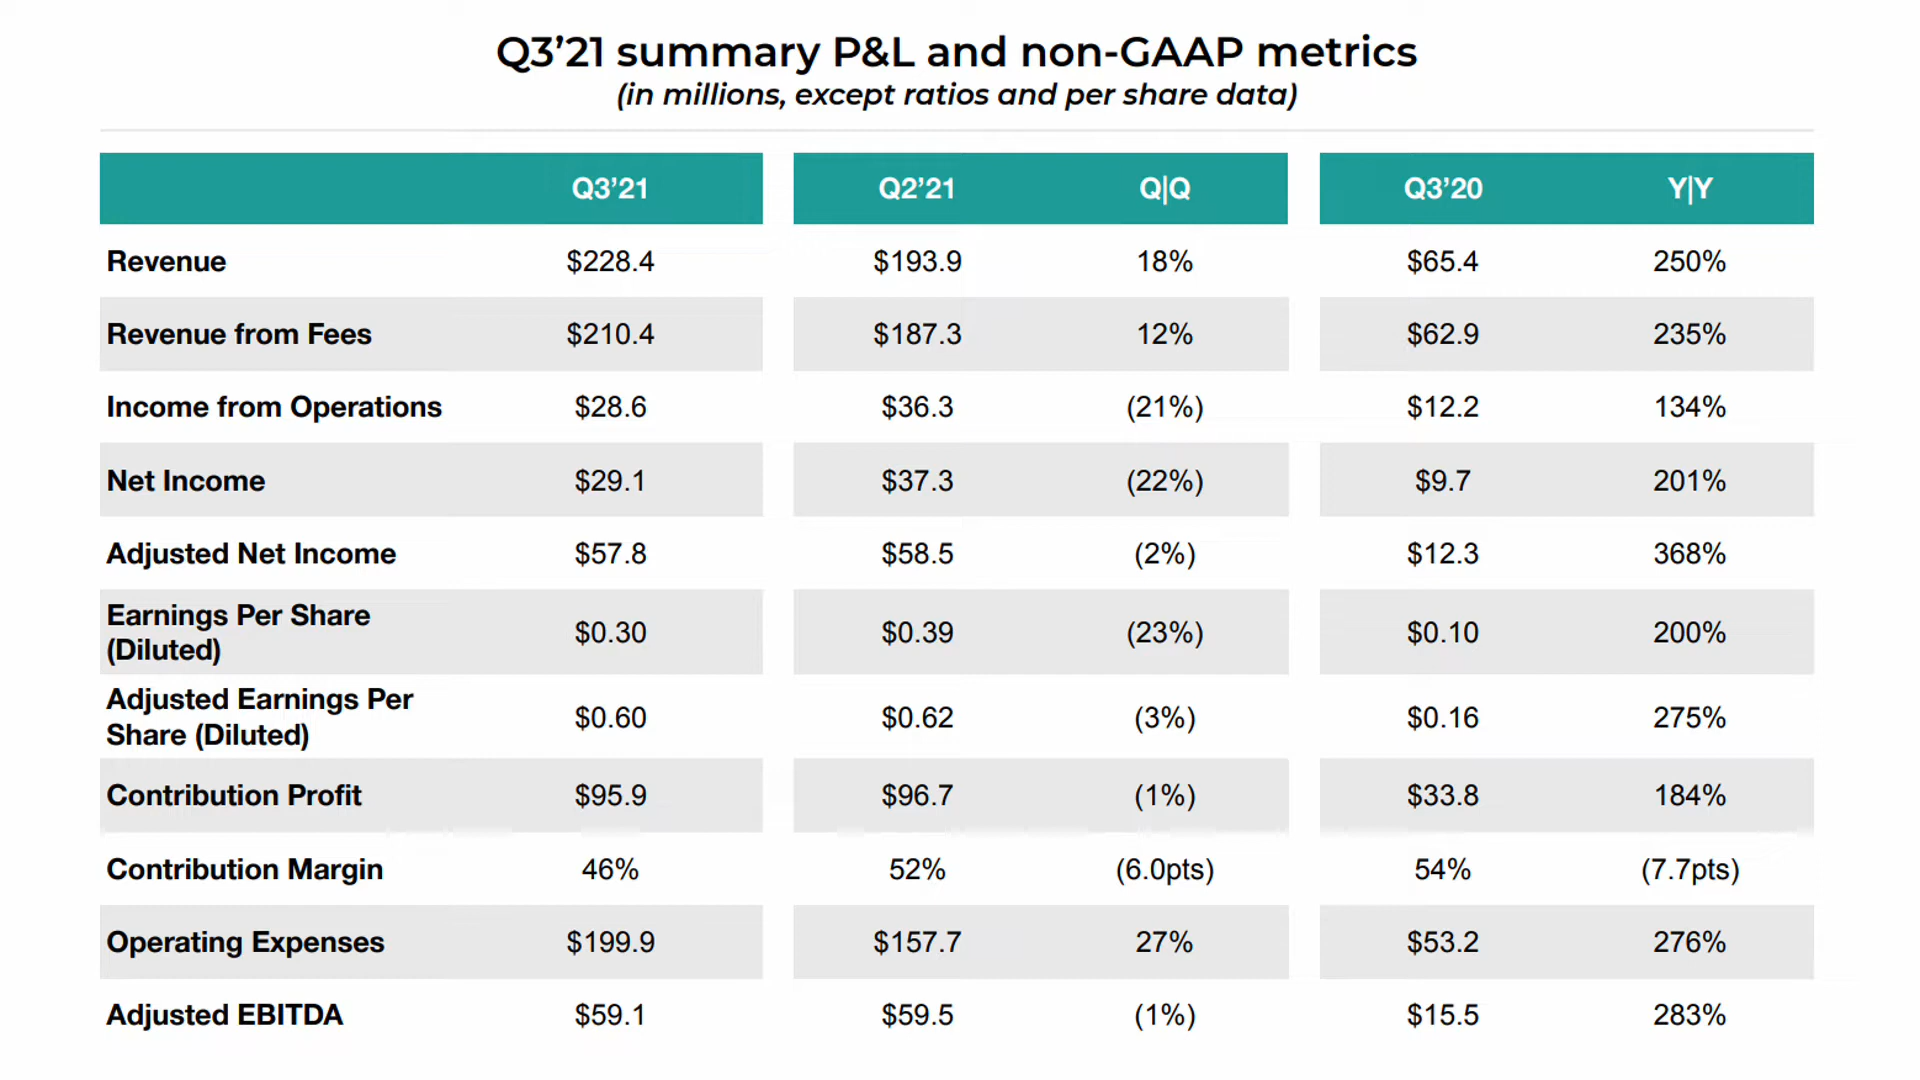 Q3’21 summary P&L and non-GAAP metrics
(in millions, except ratios and per share data)
Q3’21 Q2’21 Q|Q Q3’20 Y|Y
Revenue $228.4 $193.9 18% $65.4 250%
Revenue from Fees $210.4 $187.3 12% $62.9 235%
Income from Operations $28.6 $36.3 (21%) $12.2 134%
Net Income $29.1 $37.3 (22%) $9.7 201%
Adjusted Net Income $57.8 $58.5 (2%) $12.3 368%
Earnings Per Share
(Diluted) $0.30 $0.39 (23%) $0.10 200%
Adjusted Earnings Per
Share (Diluted) $0.60 $0.62 (3%) $0.16 275%
Contribution Profit $95.9 $96.7 (1%) $33.8 184%
Contribution Margin 46% 52% (6.0pts) 54% (7.7pts)
Operating Expenses $199.9 $157.7 27% $53.2 276%
Adjusted EBITDA $59.1 $59.5 (1%) $15.5 283%